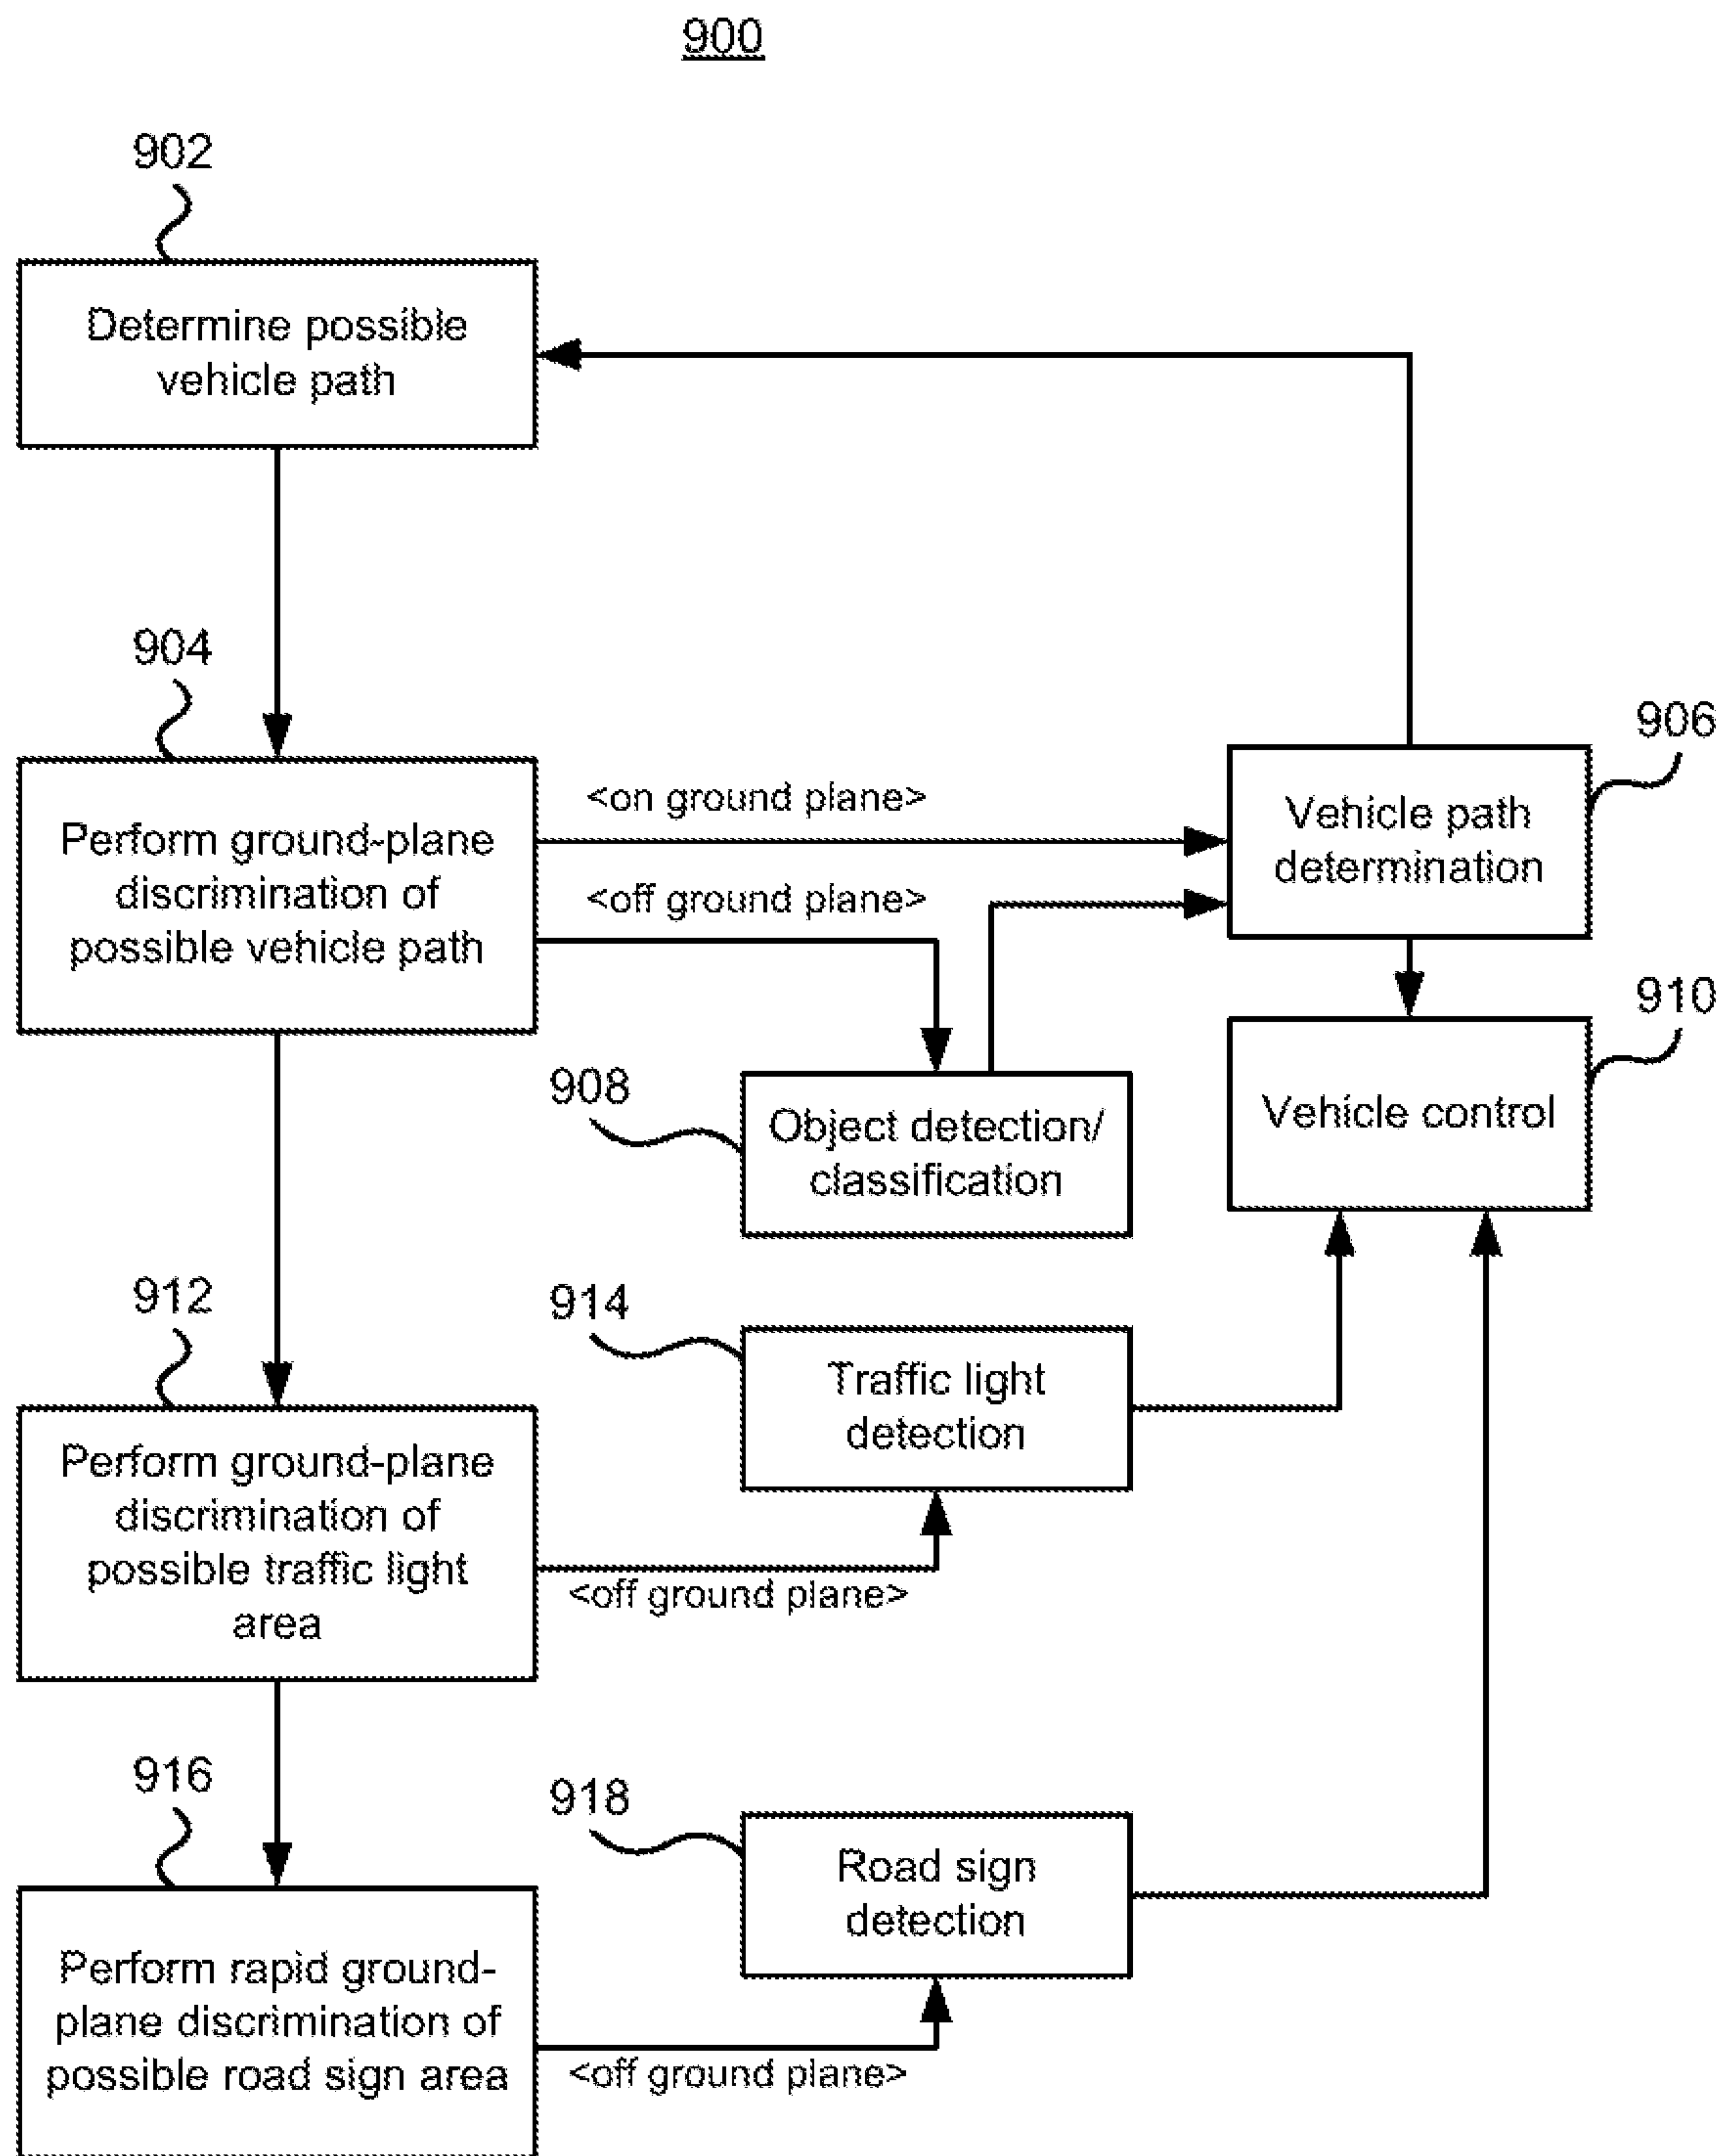 900
902
Determine possible
vehicle path
904
Perform ground-plane
discrimination of
possible vehicle path
<on ground plane>
<off ground plane>
906
Vehicle path
determination
908
Object detection/
classification
910
Vehicle control
912
Perform ground-plane
discrimination of
possible traffic light
area
<off ground plane>
914
Traffic light
detection
916
Perform rapid ground-
plane discrimination of
possible road sign area
<off ground plane>
918
Road sign
detection